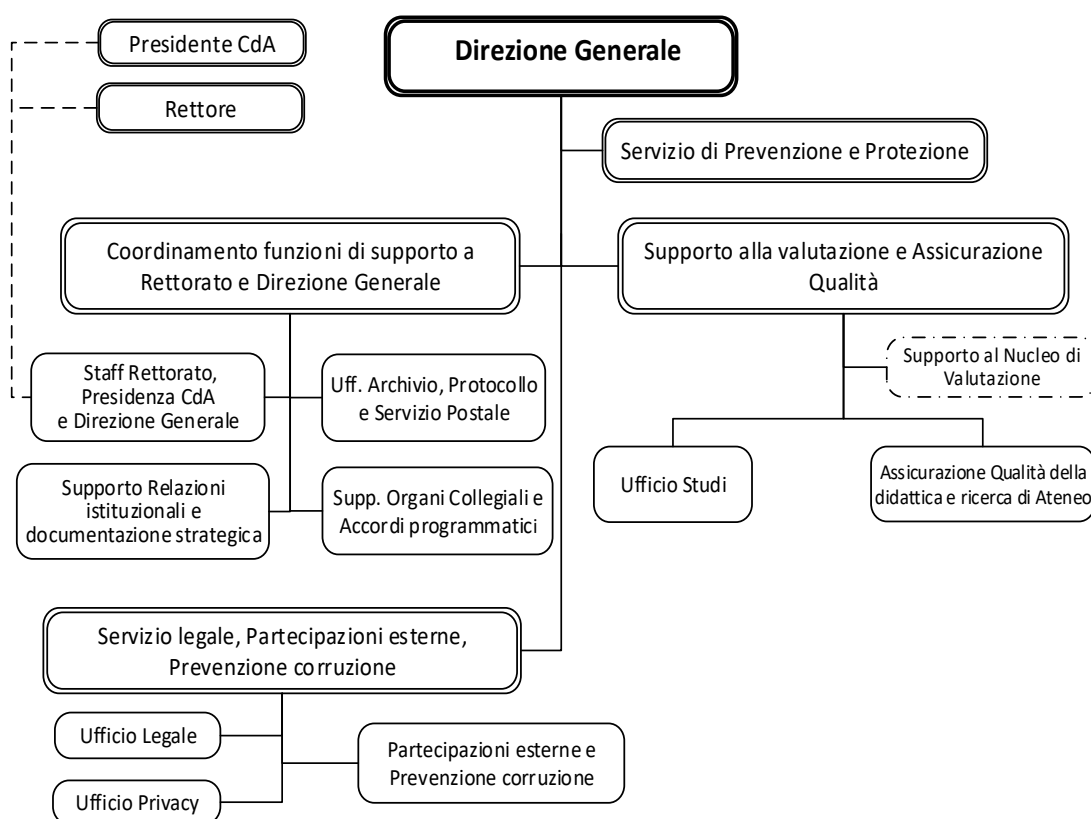 Presidente CdA
Direzione Generale
Rettore
Servizio di Prevenzione e Protezione
Coordinamento funzioni di supporto a
Rettorato e Direzione Generale
Supporto alla valutazione e Assicurazione
Qualità
Staff Rettorato,
Presidenza CdA
e Direzione Generale
Uff. Archivio, Protocollo
e Servizio Postale
Supporto al Nucleo di
Valutazione
Supporto Relazioni
istituzionali e
documentazione strategica
Supp. Organi Collegiali e
Accordi programmatici
Ufficio Studi
Assicurazione Qualità della
didattica e ricerca di Ateneo
Servizio legale, Partecipazioni esterne,
Prevenzione corruzione
Ufficio Legale
Partecipazioni esterne e
Prevenzione corruzione
Ufficio Privacy